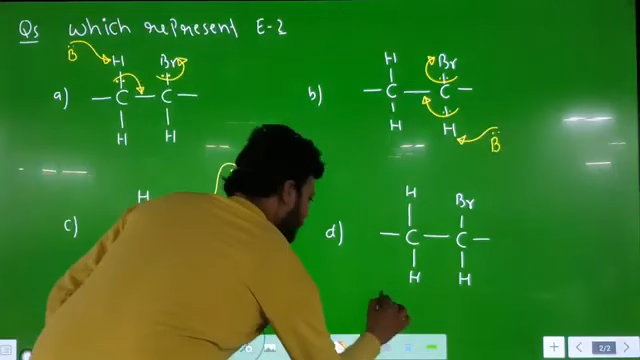 Qs which represent E-2
B H Br
a) — C — C —
H H
H Br
b) — C — C —
H H
B
c) H
d) H Br
— C — C —
H H
2/2